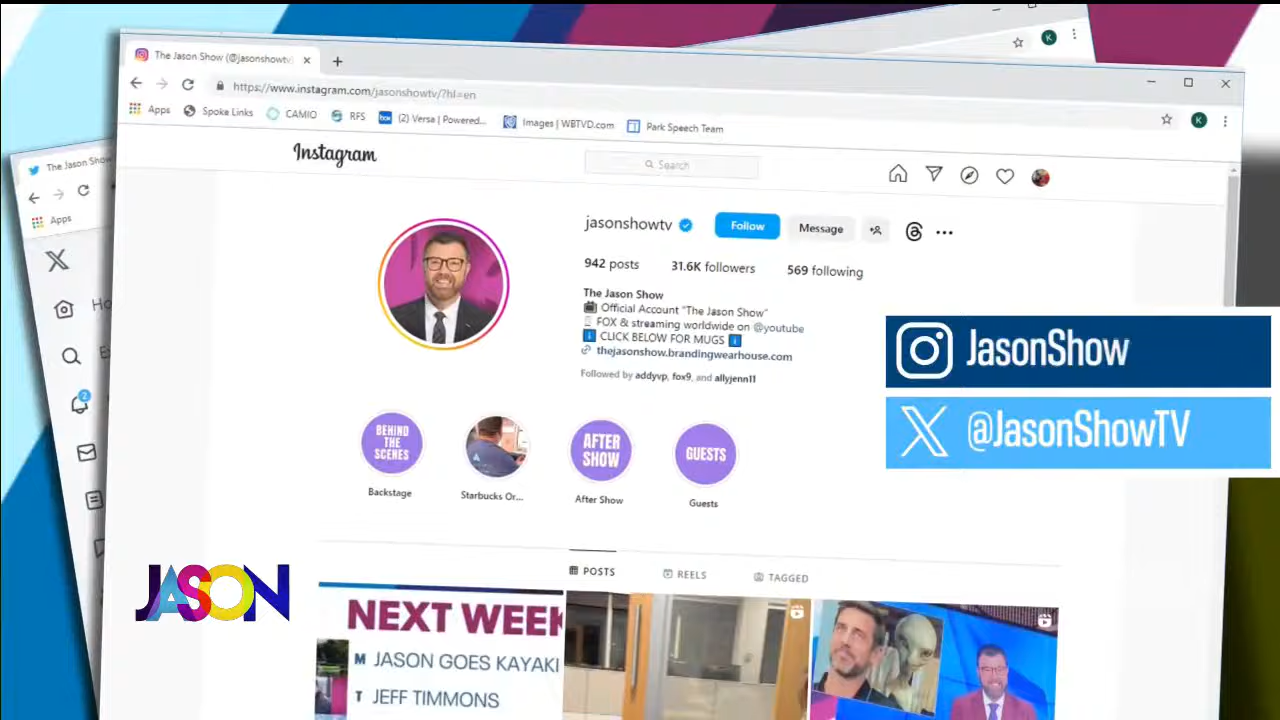 The Jason Show (@jasonshowtv)
https://www.instagram.com/jasonshowtv/?hl=en
K
Apps
Spoke Links
CAMIO
RFS
box
(2) Versa | Powered...
Images | WBTVD.com
Park Speech Team
K
The Jason Show
Apps
X
2
Instagram
Search
jasonshowtv
Follow
Message
942 posts
31.6K followers
569 following
The Jason Show
Official Account "The Jason Show"
FOX & streaming worldwide on @youtube
CLICK BELOW FOR MUGS
thejasonshow.brandingwearhouse.com
Followed by addyvp, fox9, and allyjenn11
JasonShow
X @JasonShowTV
BEHIND
THE
SCENES
AFTER
SHOW
GUESTS
Backstage
Starbucks Or...
After Show
Guests
POSTS
REELS
TAGGED
JASON
NEXT WEEK
M JASON GOES KAYAKI
T JEFF TIMMONS